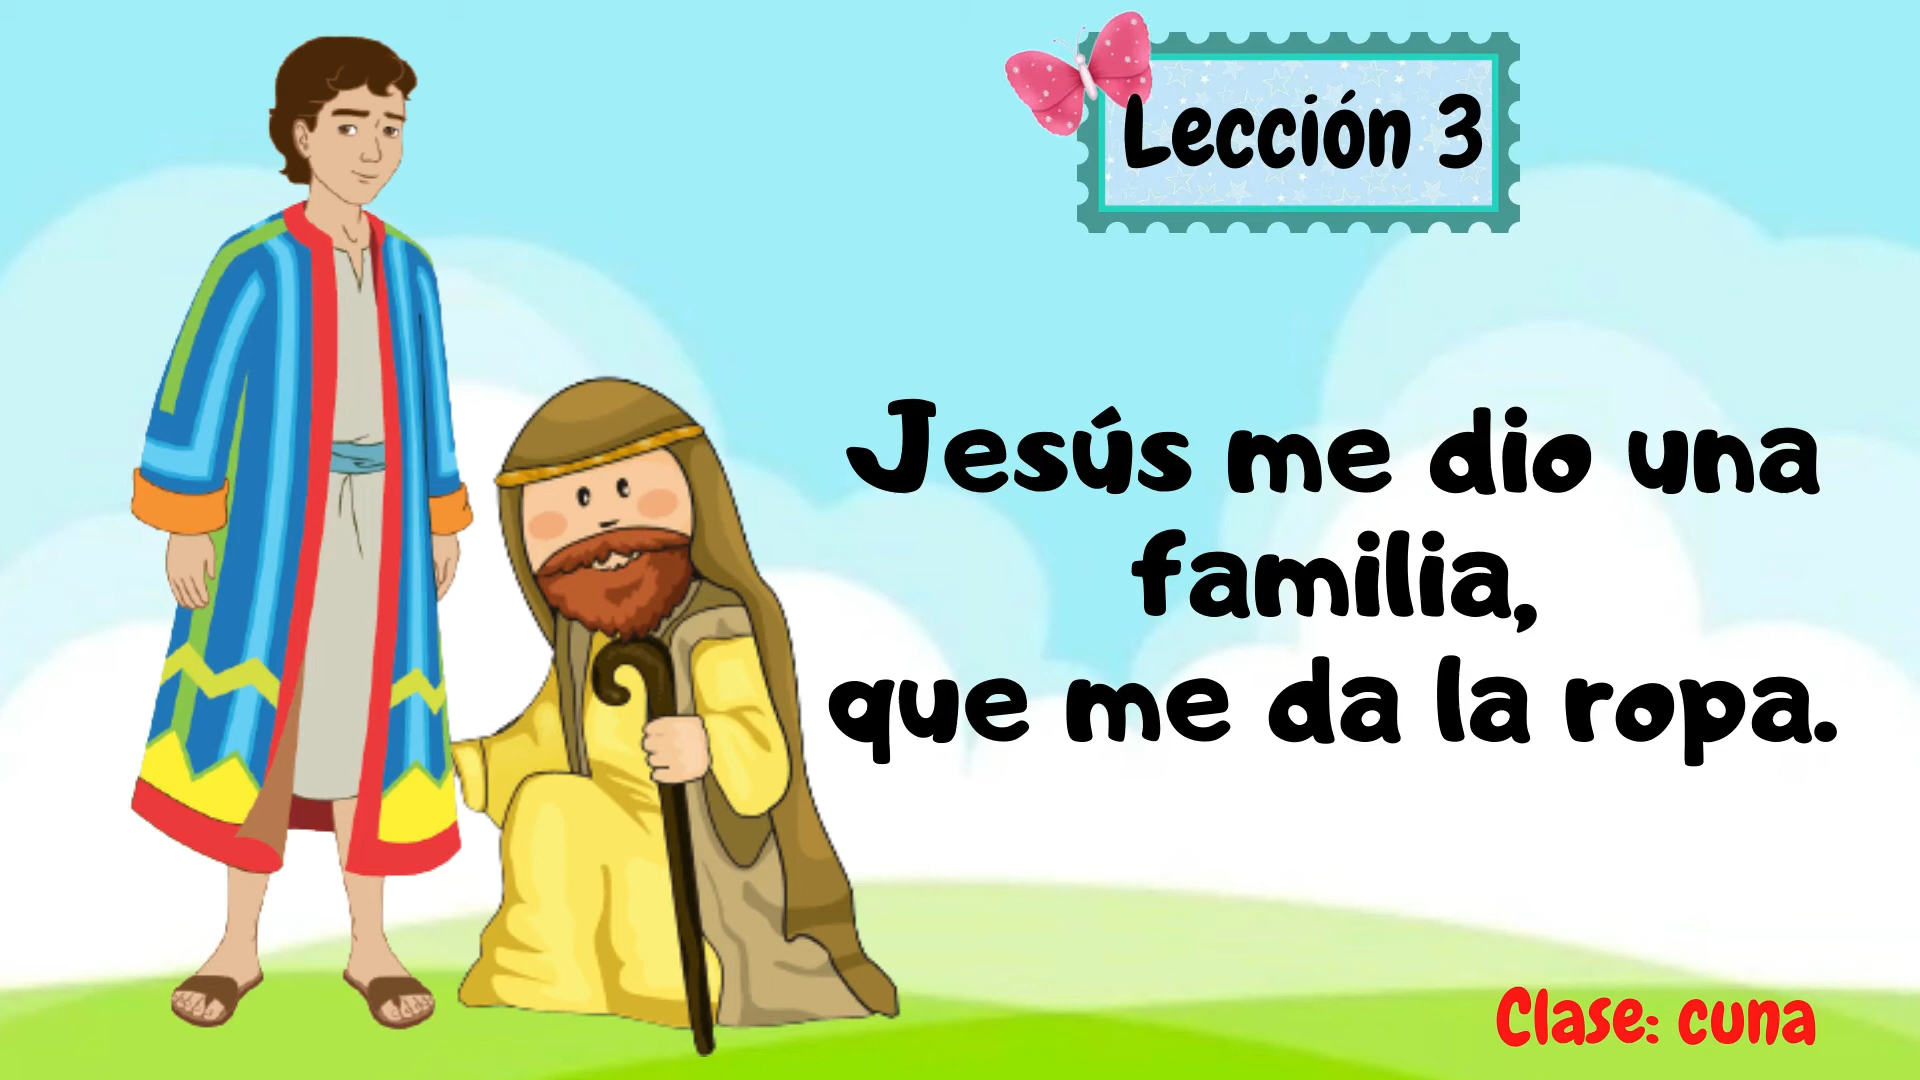 Lección 3
Jesús me dio una
familia,
que me da la ropa.
Clase: cuna